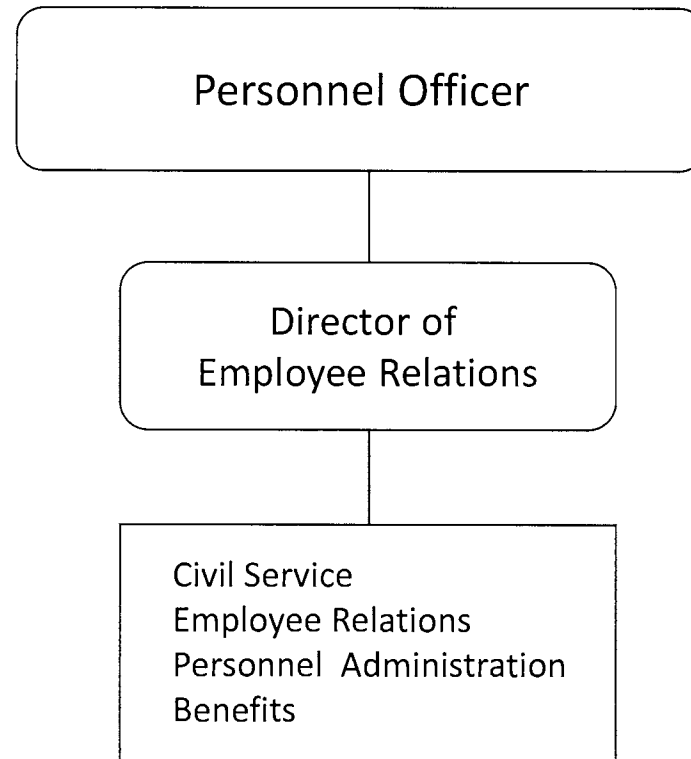 Personnel Officer
Director of
Employee Relations
Civil Service
Employee Relations
Personnel Administration
Benefits